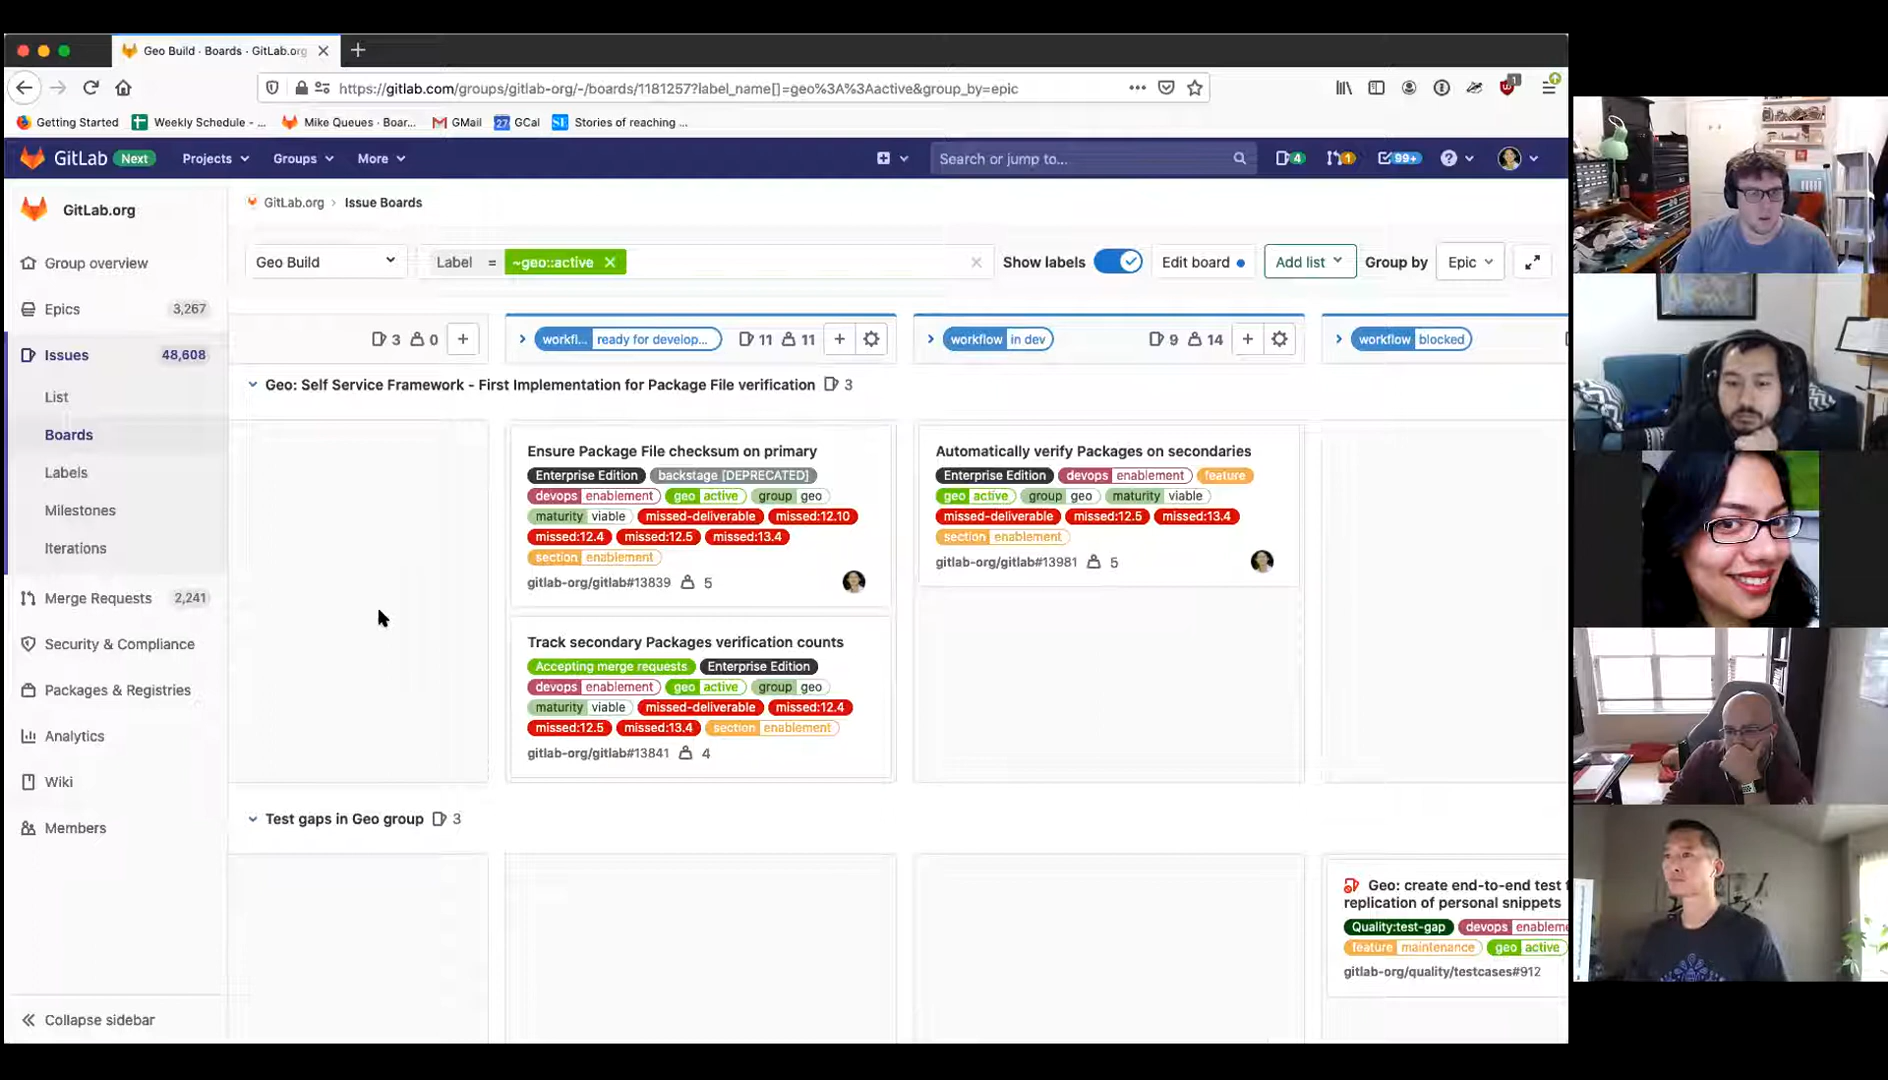 Geo Build · Boards · GitLab.org
https://gitlab.com/groups/gitlab-org/-/boards/1181257?label_name[]=geo%3A%3Aactive&group_by=epic
1
Getting Started Weekly Schedule - ... Mike Queues · Boar... GMail 27 GCal SE Stories of reaching ...
GitLab Next Projects Groups More Search or jump to... 4 1 99+
GitLab.org
GitLab.org › Issue Boards
Group overview
Geo Build Label = ~geo::active Show labels Edit board Add list Group by Epic
Epics 3,267
Issues 48,608
3 0 workfl... ready for develop... 11 11 workflow in dev 9 14 workflow blocked
List
Boards
Labels
Milestones
Iterations
Merge Requests 2,241
Security & Compliance
Packages & Registries
Analytics
Wiki
Members
Collapse sidebar
Geo: Self Service Framework - First Implementation for Package File verification 3
Ensure Package File checksum on primary
Enterprise Edition backstage [DEPRECATED]
devops enablement geo active group geo
maturity viable missed-deliverable missed:12.10
missed:12.4 missed:12.5 missed:13.4
section enablement
gitlab-org/gitlab#13839 5
Track secondary Packages verification counts
Accepting merge requests Enterprise Edition
devops enablement geo active group geo
maturity viable missed-deliverable missed:12.4
missed:12.5 missed:13.4 section enablement
gitlab-org/gitlab#13841 4
Automatically verify Packages on secondaries
Enterprise Edition devops enablement feature
geo active group geo maturity viable
missed-deliverable missed:12.5 missed:13.4
section enablement
gitlab-org/gitlab#13981 5
Test gaps in Geo group 3
Geo: create end-to-end test
replication of personal snippets
Quality:test-gap devops enablem
feature maintenance geo active
gitlab-org/quality/testcases#912